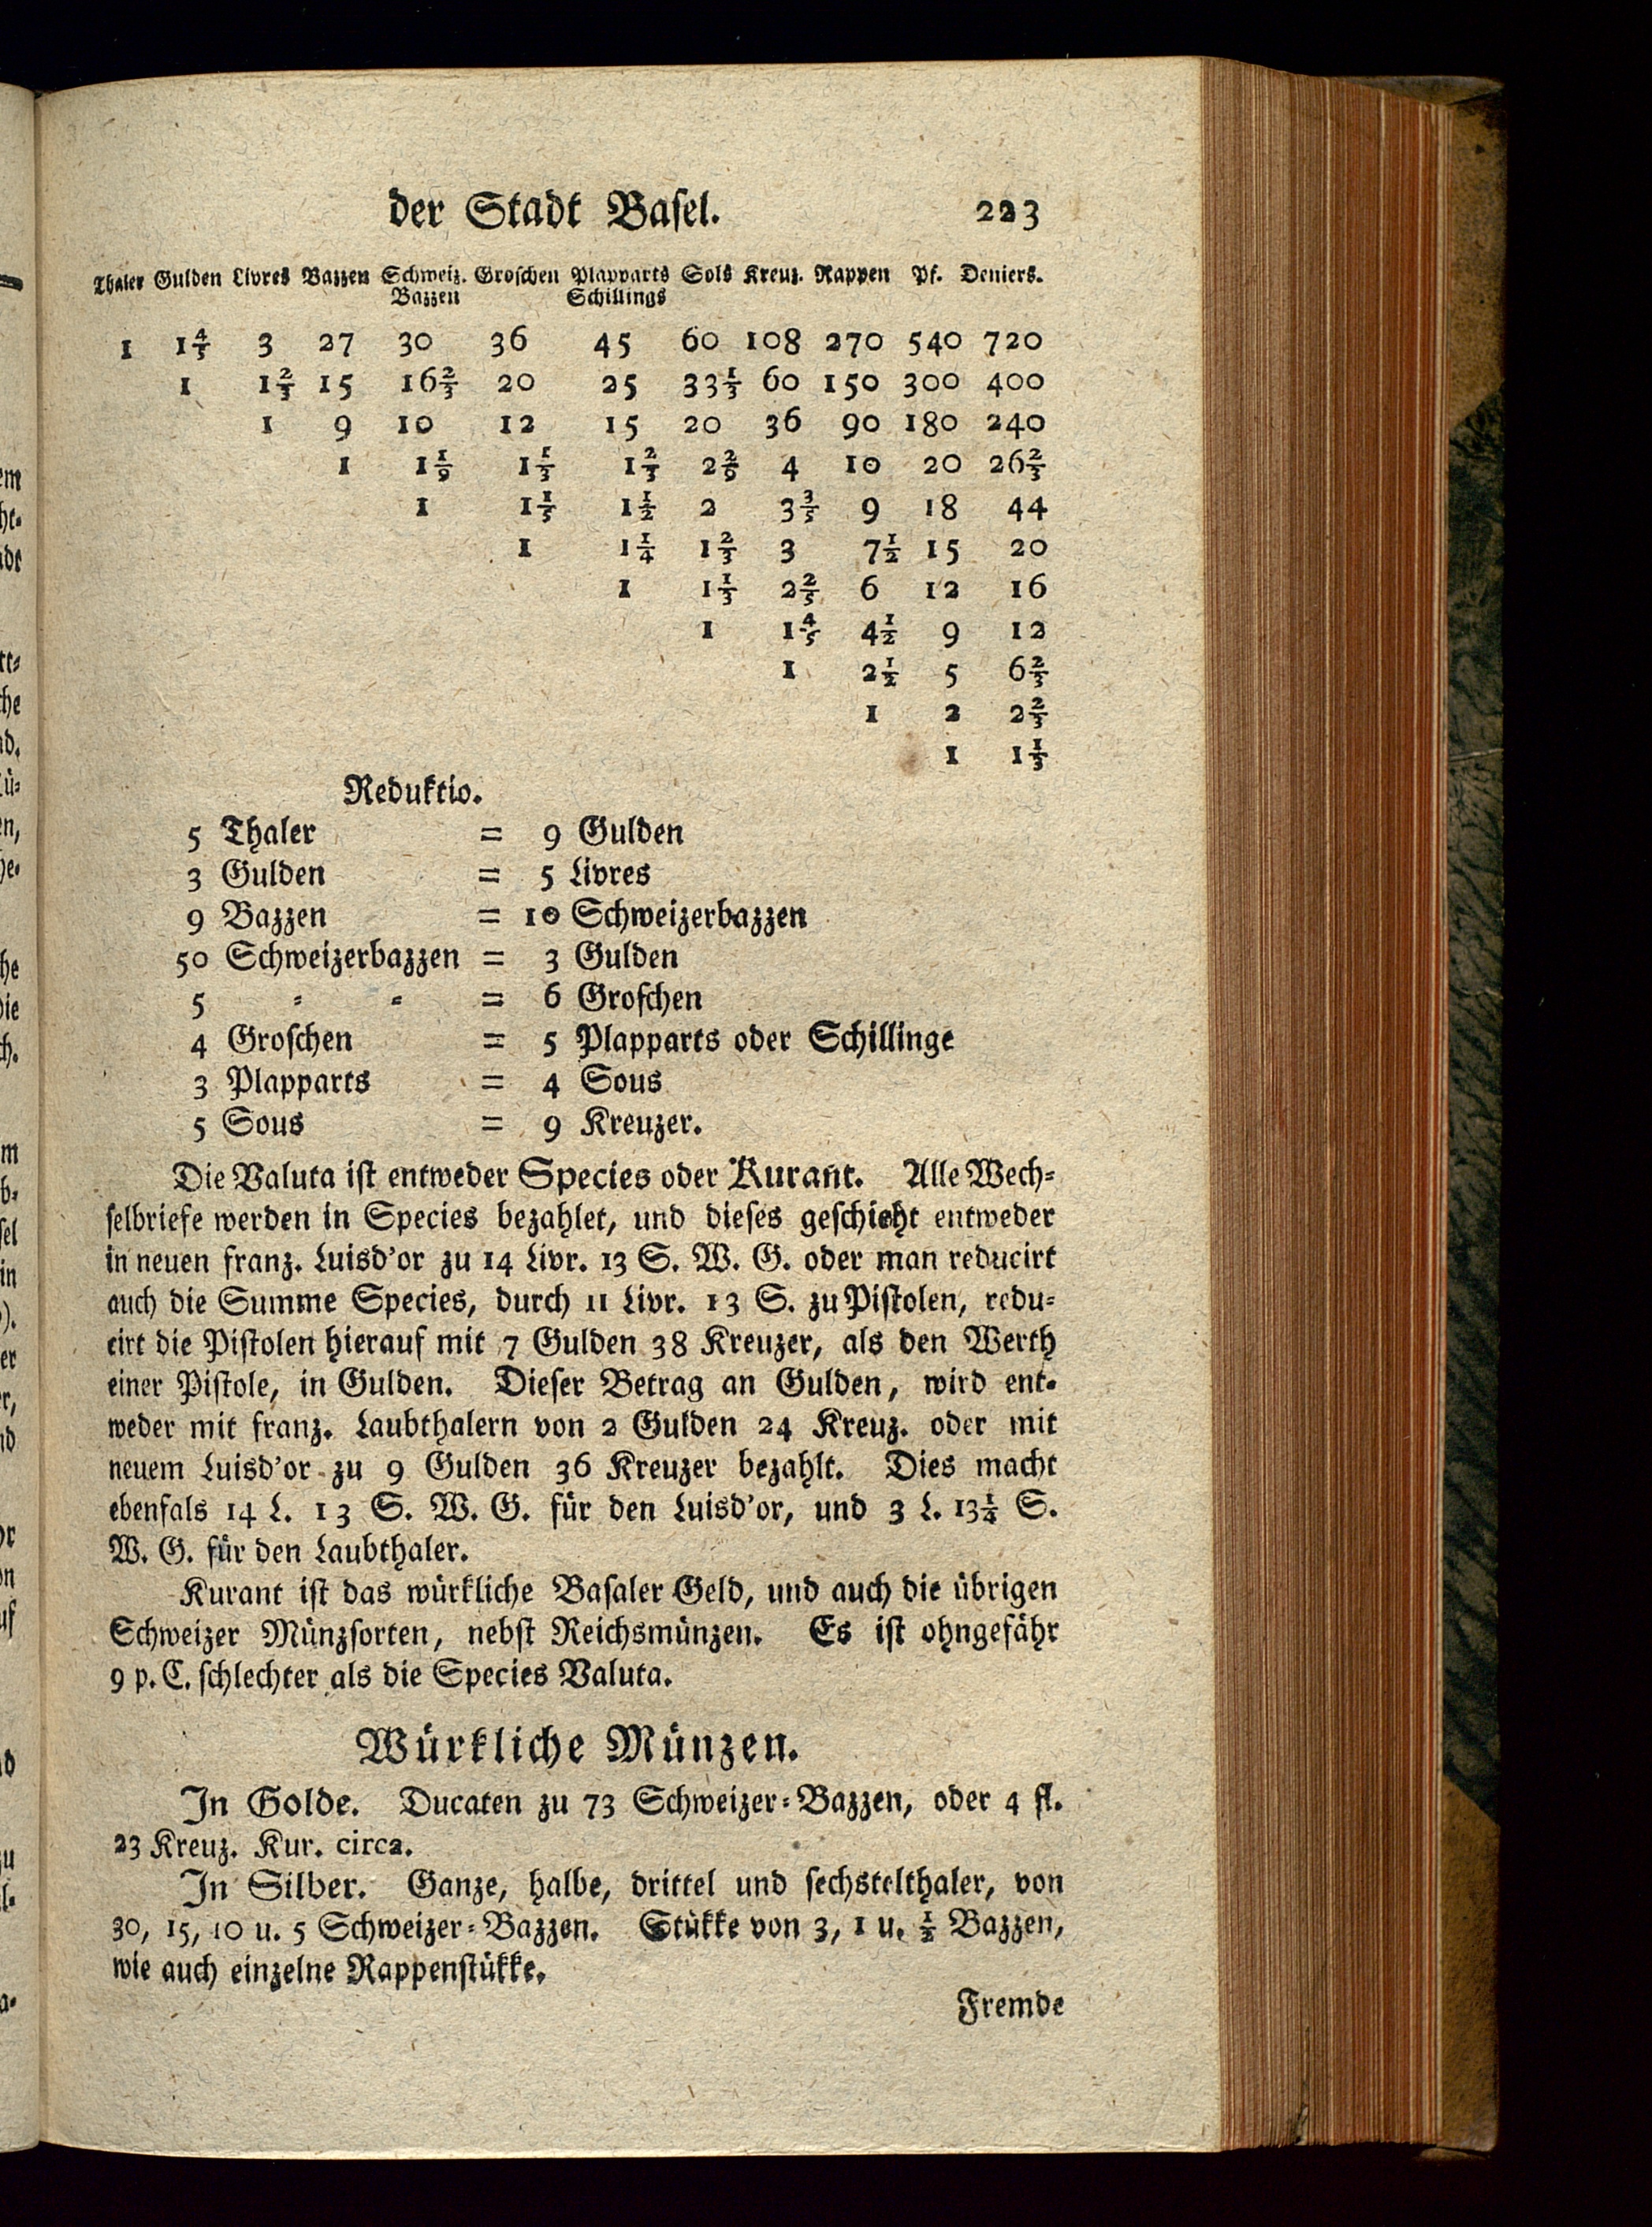 der Stadt Basel. 223
Thaler Gulden Livres Bazzen Schweiz. Groschen Plapparts Sols Kreuz. Rappen Pf. Deniers.
Bazzen Schillings
1 1⅘ 3 27 30 36 45 60 108 270 540 720
1 1⅔ 15 16⅔ 20 25 33⅓ 60 150 300 400
1 9 10 12 15 20 36 90 180 240
1 1⅑ 1⅓ 1⅔ 2 2/9 4 10 20 26⅔
1 1⅕ 1½ 2 3⅗ 9 18 44
1 1¼ 1⅔ 3 7½ 15 20
1 1⅓ 2⅖ 6 12 16
1 1⅘ 4½ 9 12
1 2½ 5 6⅔
1 2 2⅔
1 1⅓
Reduktio.
5 Thaler = 9 Gulden
3 Gulden = 5 Livres
9 Bazzen = 10 Schweizerbazzen
50 Schweizerbazzen = 3 Gulden
5 = = = 6 Groschen
4 Groschen = 5 Plapparts oder Schillinge
3 Plapparts = 4 Sous
5 Sous = 9 Kreuzer.
Die Valuta ist entweder Species oder Kurant. Alle Wech-
selbriefe werden in Species bezahlet, und dieses geschieht entweder
in neuen franz. Luisd'or zu 14 Livr. 13 S. W. G. oder man reducirt
auch die Summe Species, durch 11 Livr. 13 S. zu Pistolen, redu-
cirt die Pistolen hierauf mit 7 Gulden 38 Kreuzer, als den Werth
einer Pistole, in Gulden. Dieser Betrag an Gulden, wird ent-
weder mit franz. Laubthalern von 2 Gulden 24 Kreuz. oder mit
neuem Luisd'or zu 9 Gulden 36 Kreuzer bezahlt. Dies macht
ebenfals 14 L. 13 S. W. G. für den Luisd'or, und 3 L. 13¼ S.
W. G. für den Laubthaler.
Kurant ist das würkliche Basaler Geld, und auch die übrigen
Schweizer Münzsorten, nebst Reichsmünzen. Es ist ohngefähr
9 p. C. schlechter als die Species Valuta.
Würkliche Münzen.
In Golde. Ducaten zu 73 Schweizer-Bazzen, oder 4 fl.
23 Kreuz. Kur. circa.
In Silber. Ganze, halbe, drittel und sechstelthaler, von
30, 15, 10 u. 5 Schweizer-Bazzen. Stükke von 3, 1 u. ½ Bazzen,
wie auch einzelne Rappenstükke.
Fremde